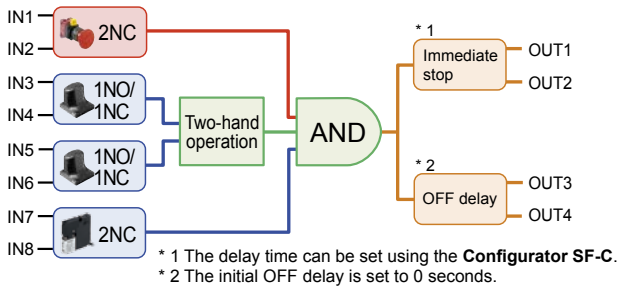 IN1
2NC
IN2
IN3
1NO/
1NC
IN4
IN5
1NO/
1NC
IN6
IN7
2NC
IN8
Two-hand
operation
AND
* 1
Immediate
stop
OUT1
OUT2
* 2
OFF delay
OUT3
OUT4
* 1 The delay time can be set using the Configurator SF-C.
* 2 The initial OFF delay is set to 0 seconds.